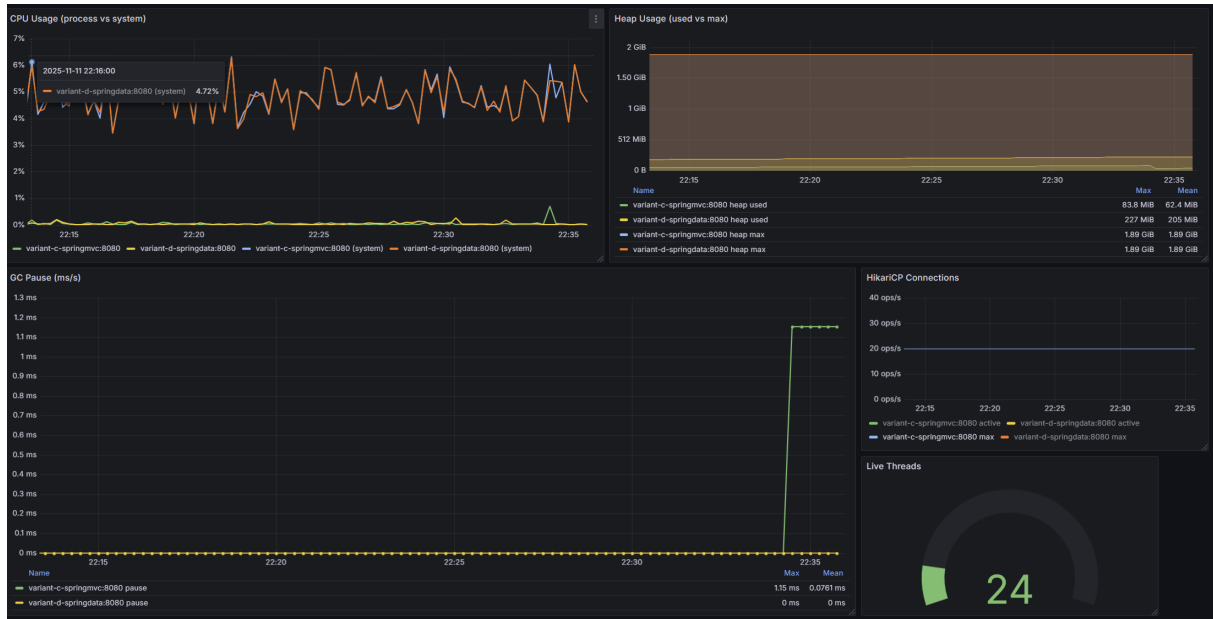 CPU Usage (process vs system)
7%
6%
5%
4%
3%
2%
1%
0%
2025-11-11 22:16:00
variant-d-springdata:8080 (system) 4.72%
22:15 22:20 22:25 22:30 22:35
variant-c-springmvc:8080 variant-d-springdata:8080 variant-c-springmvc:8080 (system) variant-d-springdata:8080 (system)
Heap Usage (used vs max)
2 GiB
1.50 GiB
1 GiB
512 MiB
0 B
22:15 22:20 22:25 22:30 22:35
Name Max Mean
variant-c-springmvc:8080 heap used 83.8 MiB 62.4 MiB
variant-d-springdata:8080 heap used 227 MiB 205 MiB
variant-c-springmvc:8080 heap max 1.89 GiB 1.89 GiB
variant-d-springdata:8080 heap max 1.89 GiB 1.89 GiB
GC Pause (ms/s)
1.3 ms
1.2 ms
1.1 ms
1 ms
0.9 ms
0.8 ms
0.7 ms
0.6 ms
0.5 ms
0.4 ms
0.3 ms
0.2 ms
0.1 ms
0 ms
22:15 22:20 22:25 22:30 22:35
Name Max Mean
variant-c-springmvc:8080 pause 1.15 ms 0.0761 ms
variant-d-springdata:8080 pause 0 ms 0 ms
HikariCP Connections
40 ops/s
30 ops/s
20 ops/s
10 ops/s
0 ops/s
22:15 22:20 22:25 22:30 22:35
variant-c-springmvc:8080 active variant-d-springdata:8080 active
variant-c-springmvc:8080 max variant-d-springdata:8080 max
Live Threads
24